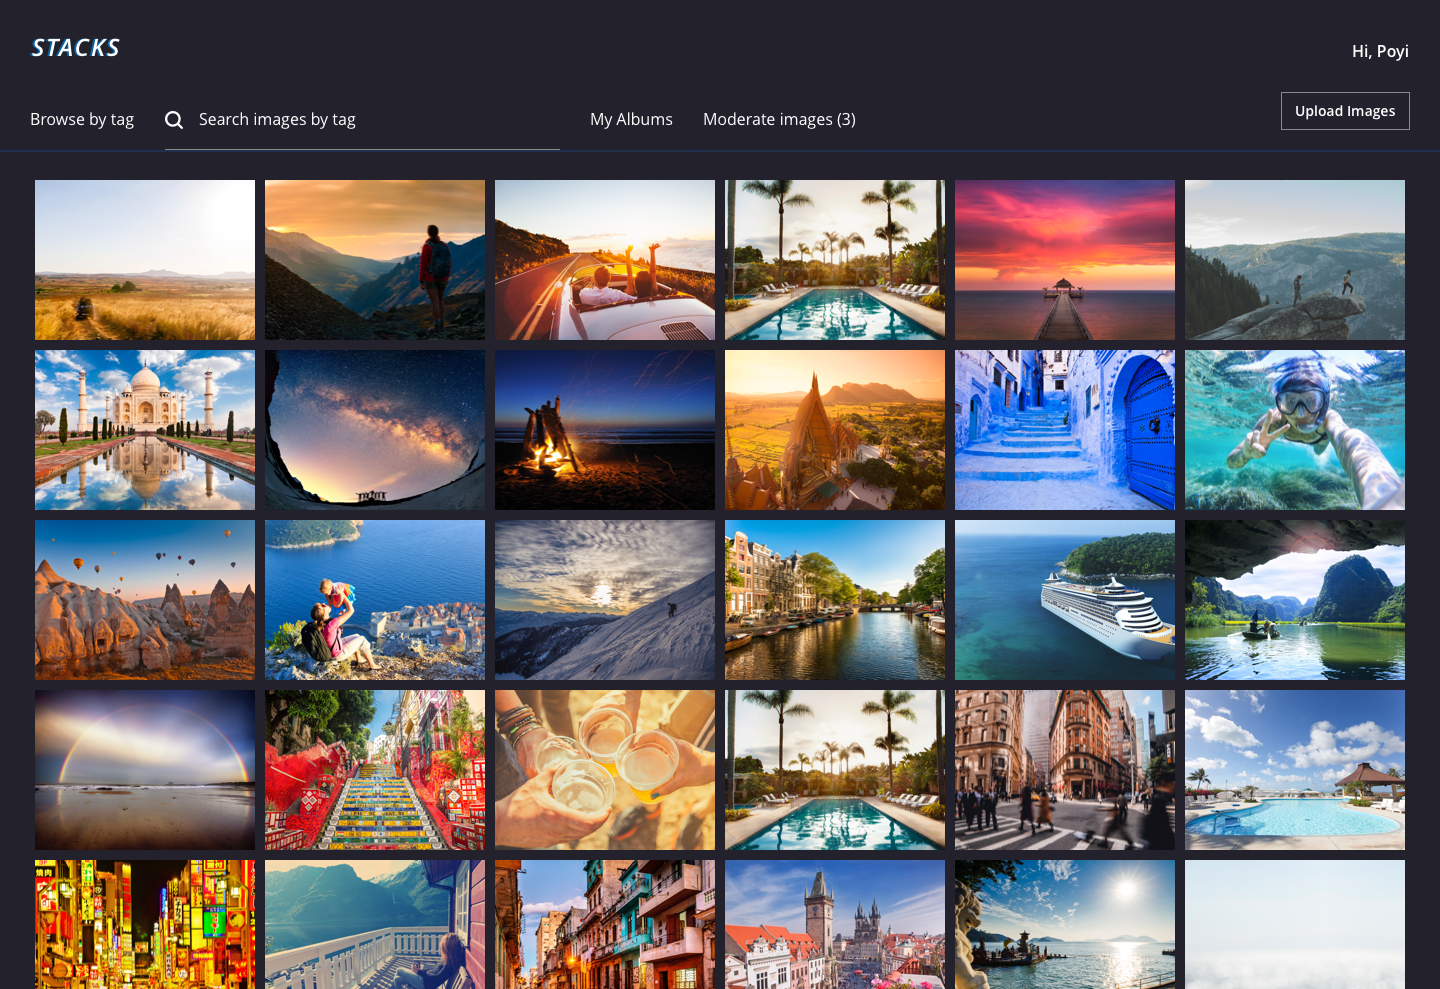 STACKS
Hi, Poyi
Browse by tag
Search images by tag
My Albums
Moderate images (3)
Upload Images